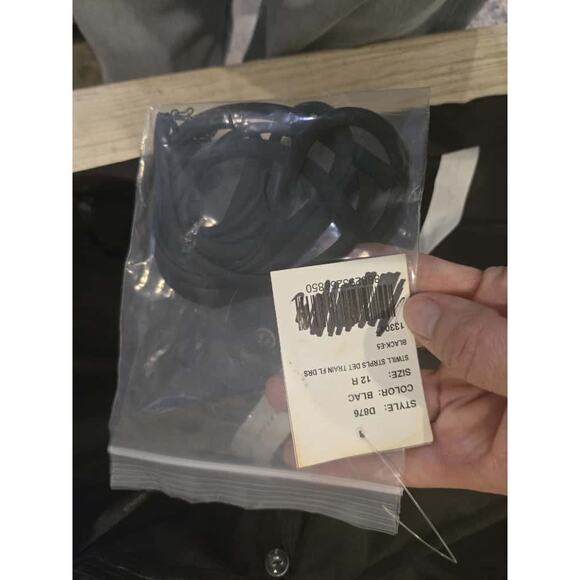 STYLE: D876
COLOR: BLAC
SIZE: 12 R
STWILL STRPLS DET TRAIN FL DRS
BLACK-E5